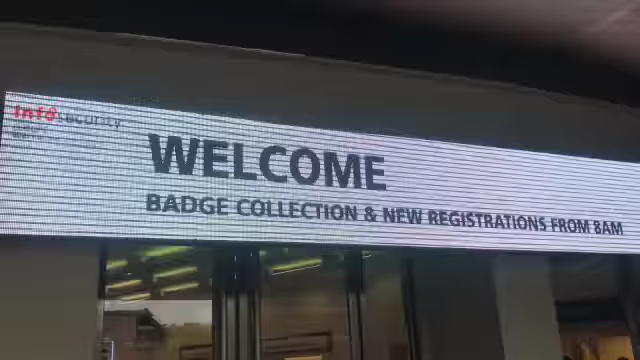 infosecurity
WELCOME
BADGE COLLECTION & NEW REGISTRATIONS FROM 8AM